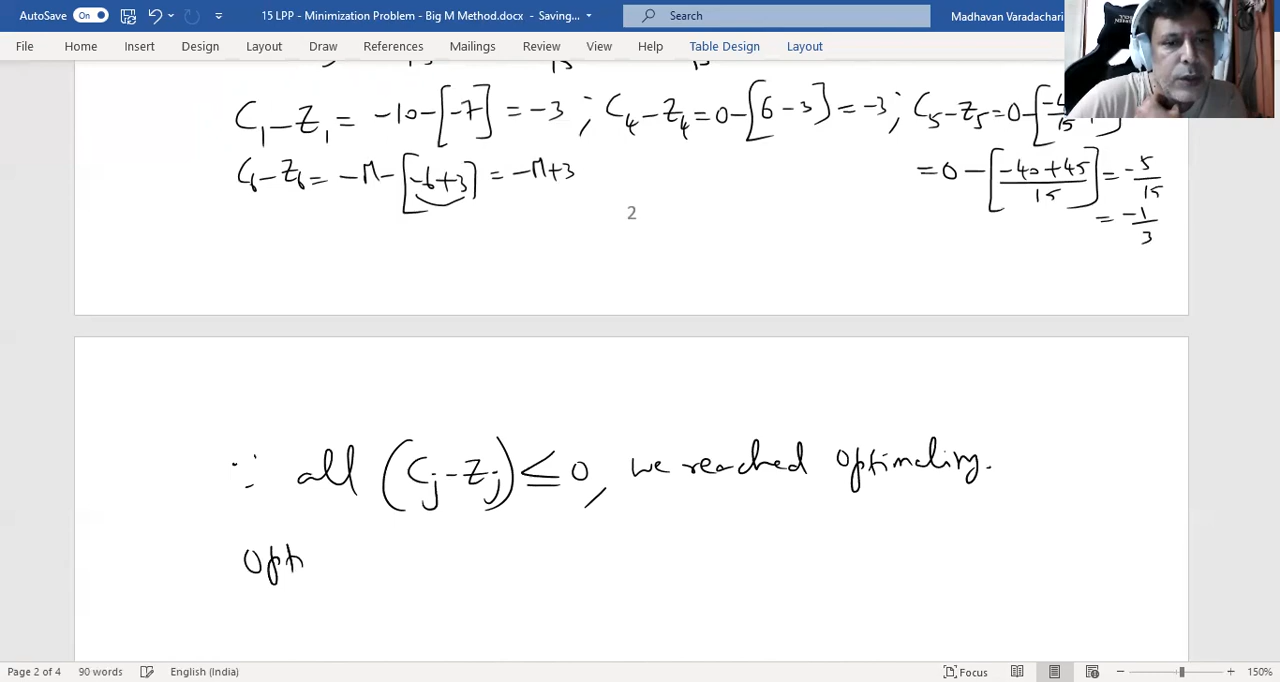 AutoSave On 15 LPP - Minimization Problem - Big M Method.docx - Saving... Search Madhavan Varadachari
File Home Insert Design Layout References Mailings Review View Help Table Design Layout
C₁-Z₁ = -10-[-7] = -3 ; C₄-Z₄ = 0-[6-3] = -3 ; C₅-Z₅ = 0-
C₆-Z₆ = -M-[-6+3] = -M+3
= 0-[(-40+45)/15] = -5/15
= -1/3
2
∵ all (Cj-Zj) ≤ 0, we reached optimality.
Opti
Page 2 of 4 90 words English (India) Focus 150%